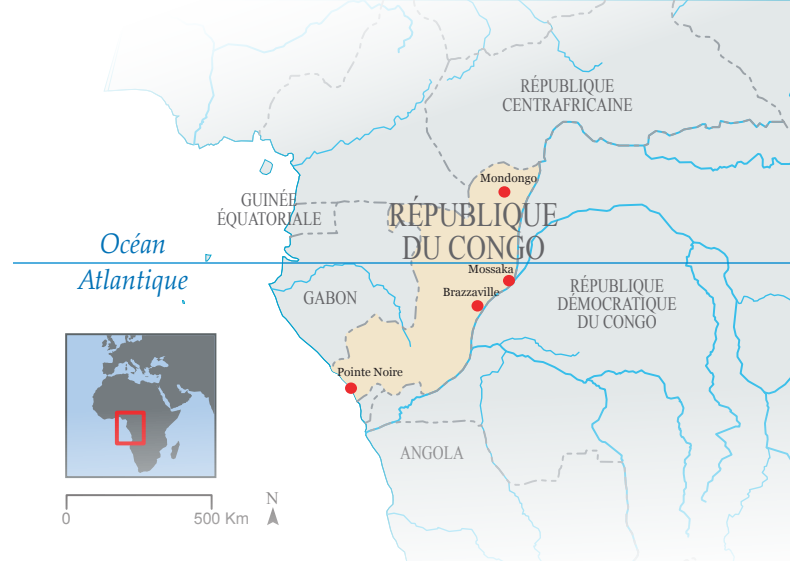 RÉPUBLIQUE
CENTRAFRICAINE
Mondongo
GUINÉE
ÉQUATORIALE
RÉPUBLIQUE
DU CONGO
Océan
Atlantique
Mossaka
Brazzaville
GABON
RÉPUBLIQUE
DÉMOCRATIQUE
DU CONGO
Pointe Noire
ANGOLA
N
0
500 Km